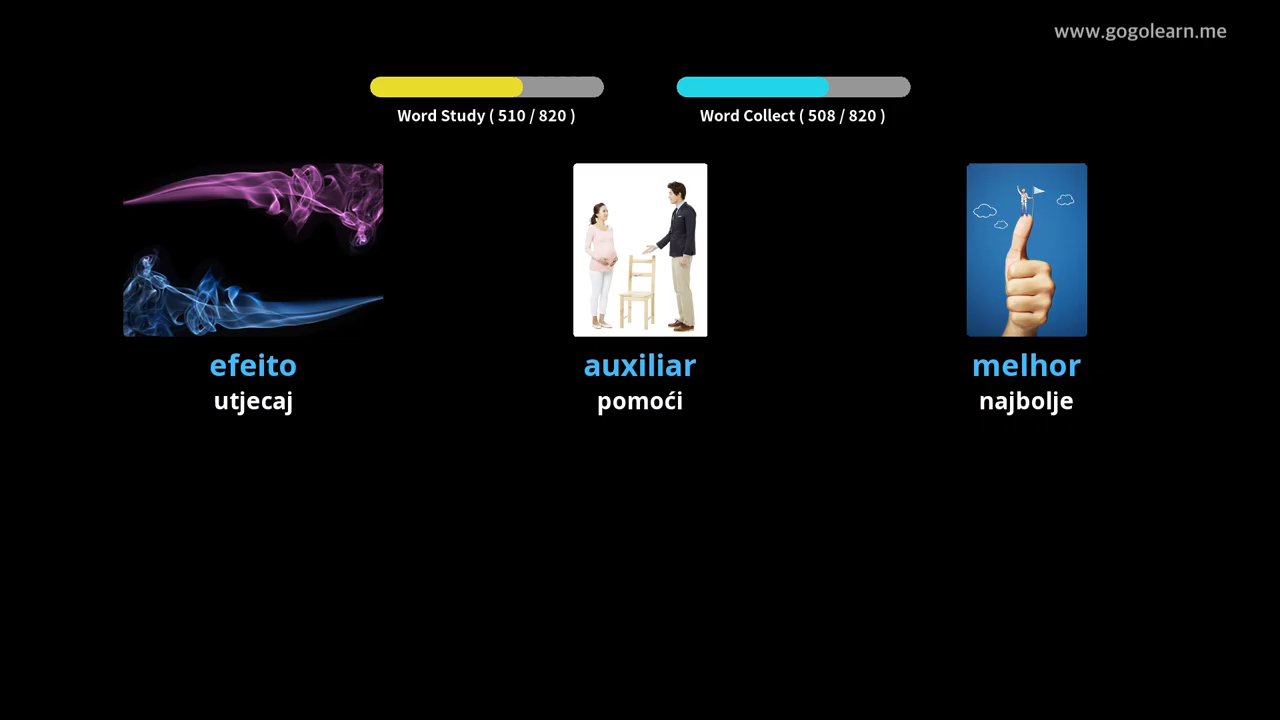 www.gogolearn.me
Word Study ( 510 / 820 )
Word Collect ( 508 / 820 )
efeito
utjecaj
auxiliar
pomoći
melhor
najbolje